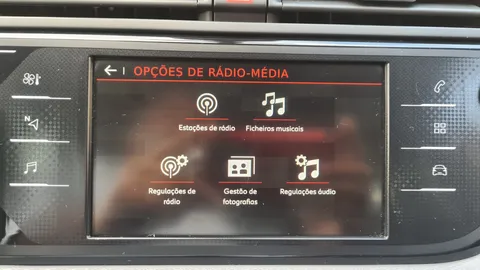 OPÇÕES DE RÁDIO-MÉDIA
Estações de rádio
Ficheiros musicais
Regulações de
rádio
Gestão de
fotografias
Regulações áudio
N